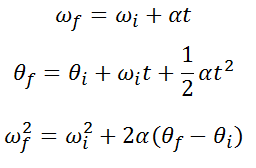 ω_f = ω_i + αt
θ_f = θ_i + ω_i t + 1/2 αt²
ω_f² = ω_i² + 2α(θ_f − θ_i)